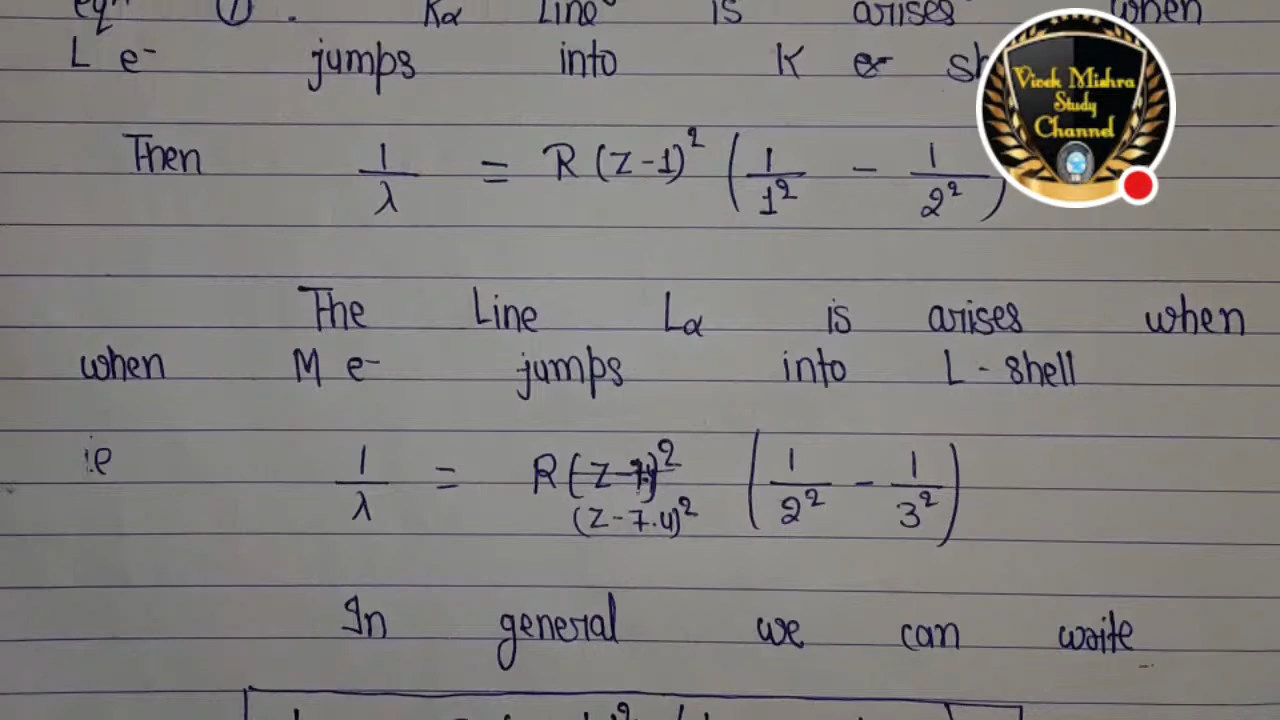 eqn ① . Kα Line is arises when
L e⁻ jumps into K
Vivek Mishra
Study
Channel
Then 1/λ = R (Z-1)² (1/1² - 1/2²)
The Line Lα is arises when
when M e⁻ jumps into L - shell
ie 1/λ = R (1/2² - 1/3²)
(Z-7.4)²
In general we can write